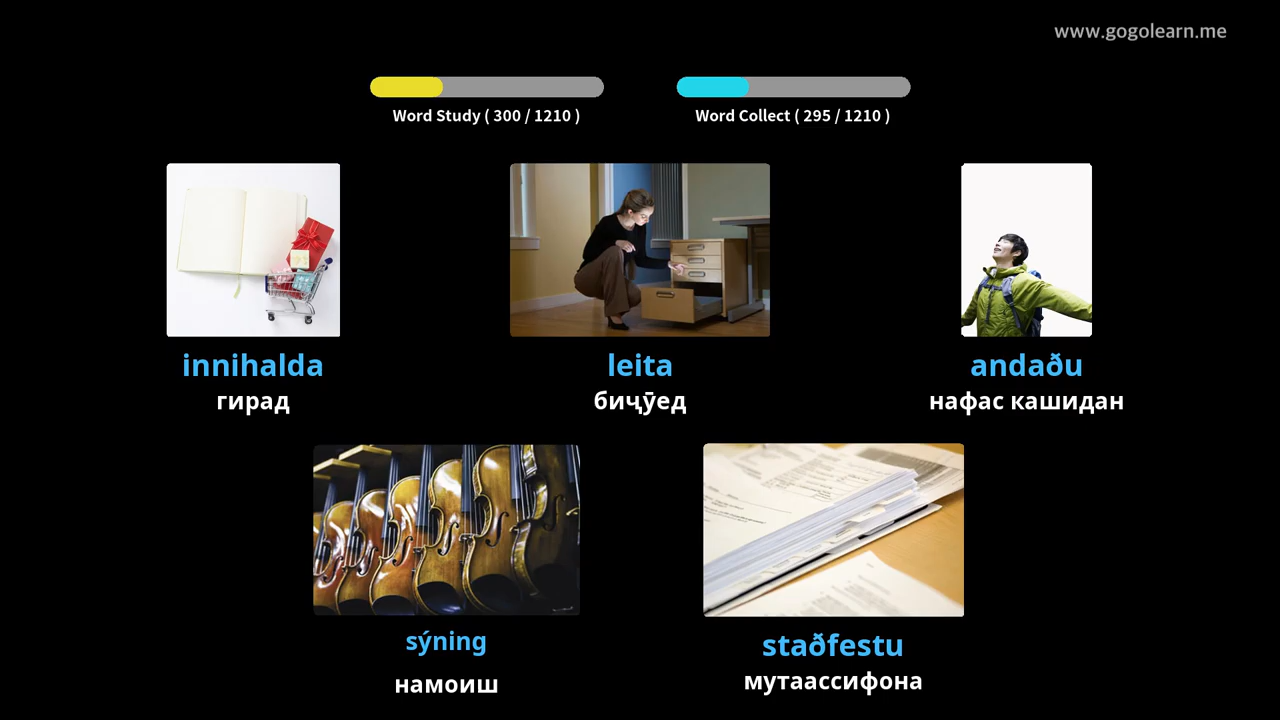 www.gogolearn.me
Word Study ( 300 / 1210 )
Word Collect ( 295 / 1210 )
innihalda
гирад
leita
биҷӯед
andaðu
нафас кашидан
sýning
намоиш
staðfestu
мутаассифона